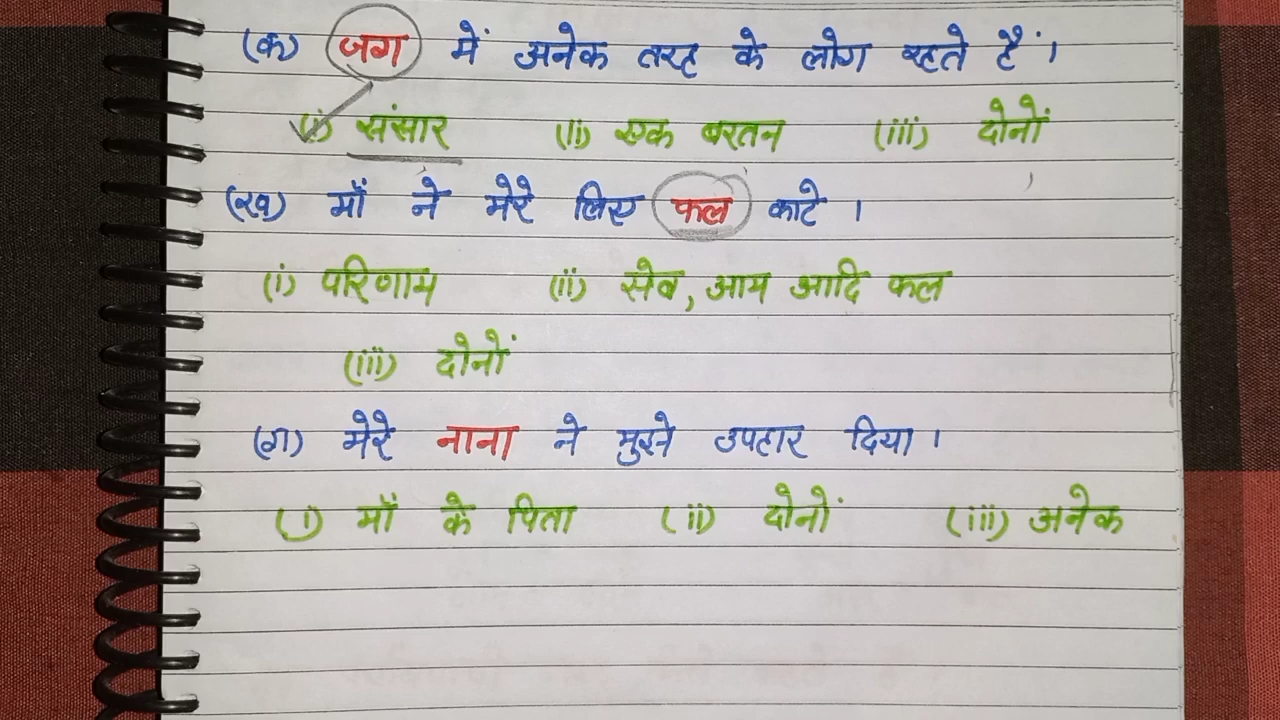 (क) जग में अनेक तरह के लोग रहते हैं।
(i) संसार (ii) एक बरतन (iii) दोनों
(ख) माँ ने मेरे लिए फल काटे ।
(i) परिणाम (ii) सेब, आम आदि फल
(iii) दोनों
(ग) मेरे नाना ने मुझे उपहार दिया ।
(i) माँ के पिता (ii) दोनों (iii) अनेक